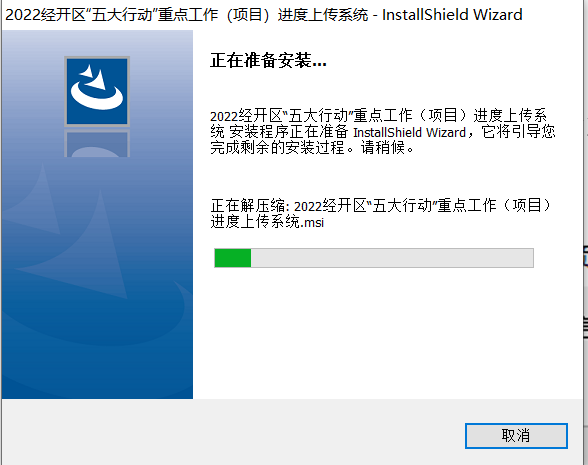 2022经开区“五大行动”重点工作（项目）进度上传系统 - InstallShield Wizard
正在准备安装...
2022经开区“五大行动”重点工作（项目）进度上传系
统 安装程序正在准备 InstallShield Wizard，它将引导您
完成剩余的安装过程。请稍候。
正在解压缩: 2022经开区“五大行动”重点工作（项目）
进度上传系统.msi
取消